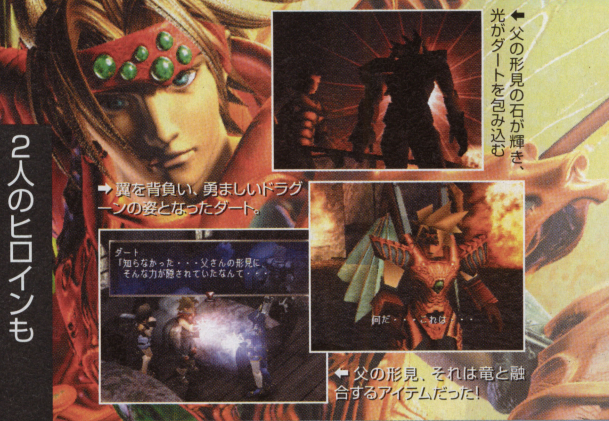 ⬅父の形見の石が輝き、
光がダートを包み込む
➡翼を背負い、勇ましいドラグ
ーンの姿となったダート。
2人のヒロインも
ダート
「知らなかった・・・父さんの形見に、
そんな力が隠されていたなんて・・・
何だ・・・これは・・・
⬅父の形見、それは竜と融
合するアイテムだった!